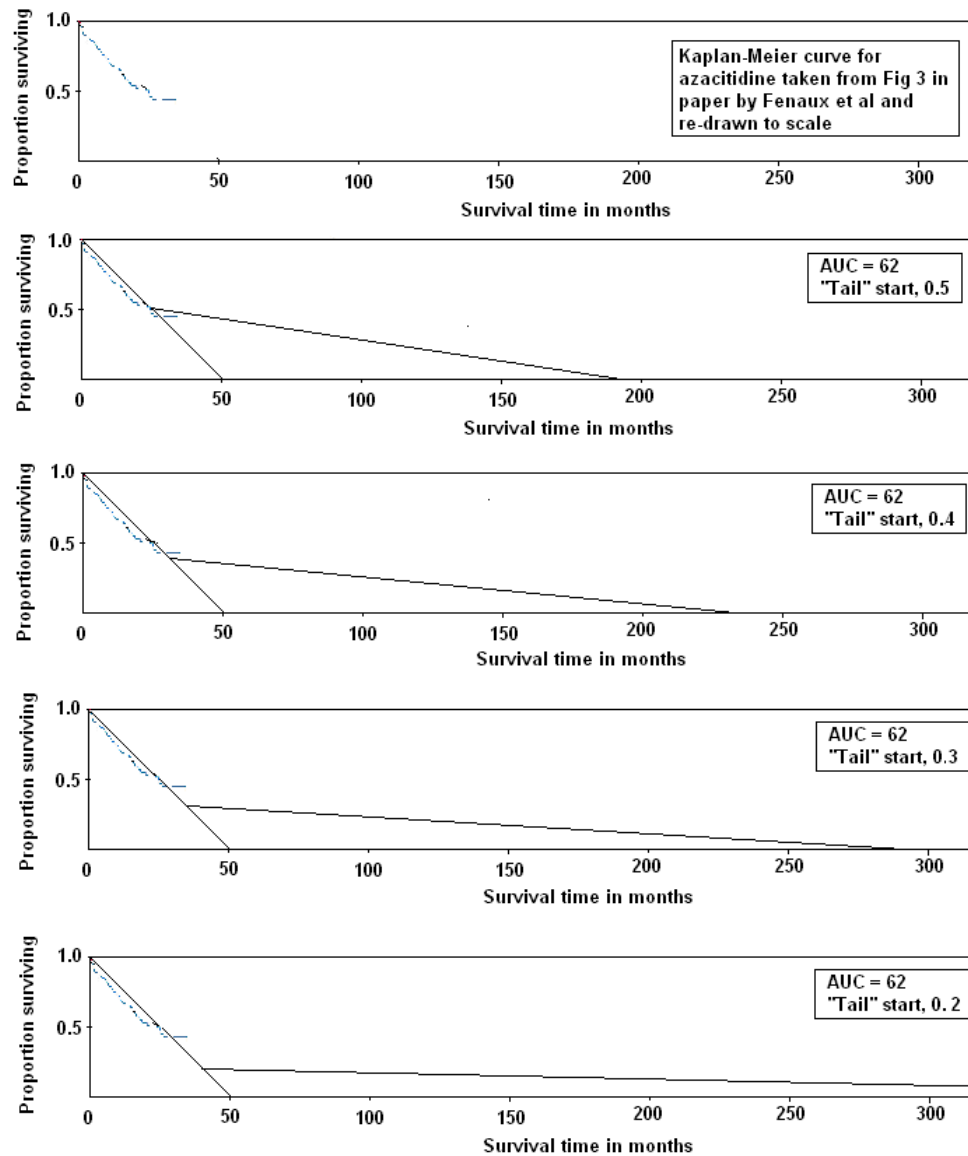 Proportion surviving
1.0
0.5
Kaplan-Meier curve for
azacitidine taken from Fig 3 in
paper by Fenaux et al and
re-drawn to scale
0 50 100 150 200 250 300
Survival time in months
Proportion surviving
1.0
0.5
AUC = 62
"Tail" start, 0.5
0 50 100 150 200 250 300
Survival time in months
Proportion surviving
1.0
0.5
AUC = 62
"Tail" start, 0.4
0 50 100 150 200 250 300
Survival time in months
Proportion surviving
1.0
0.5
AUC = 62
"Tail" start, 0.3
0 50 100 150 200 250 300
Survival time in months
Proportion surviving
1.0
0.5
AUC = 62
"Tail" start, 0.2
0 50 100 150 200 250 300
Survival time in months